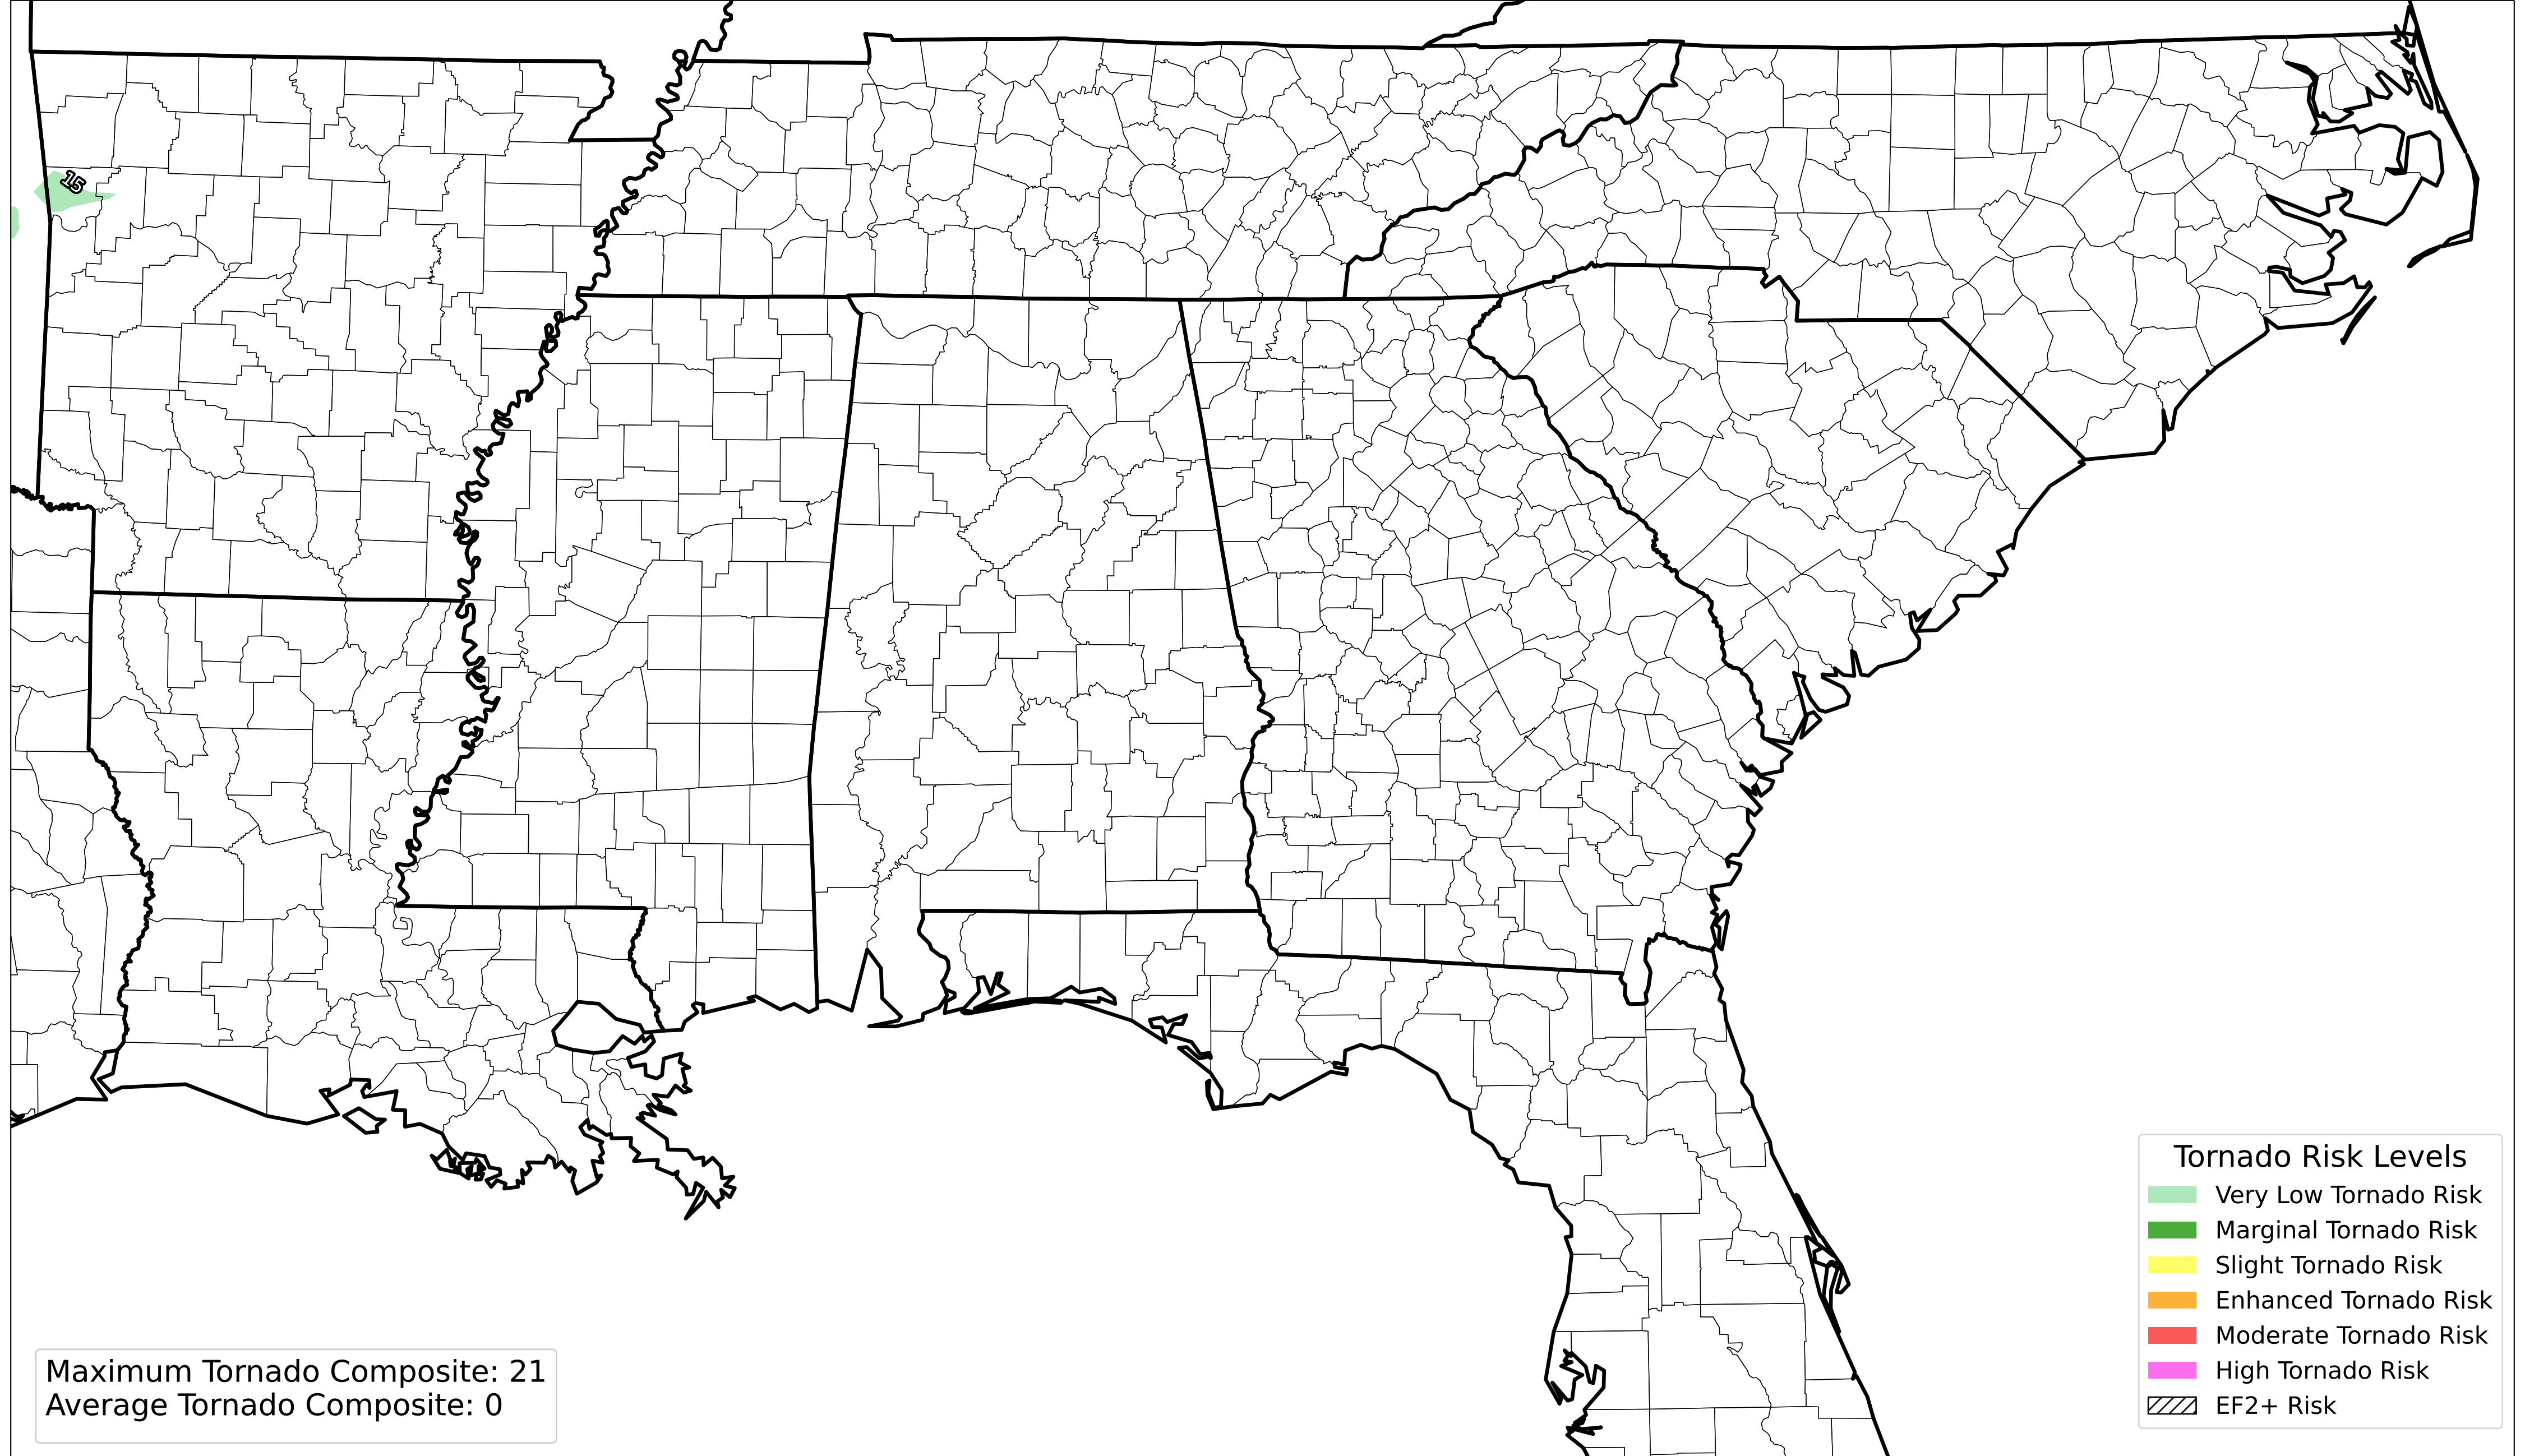 15
Tornado Risk Levels
Very Low Tornado Risk
Marginal Tornado Risk
Slight Tornado Risk
Enhanced Tornado Risk
Moderate Tornado Risk
High Tornado Risk
EF2+ Risk
Maximum Tornado Composite: 21
Average Tornado Composite: 0